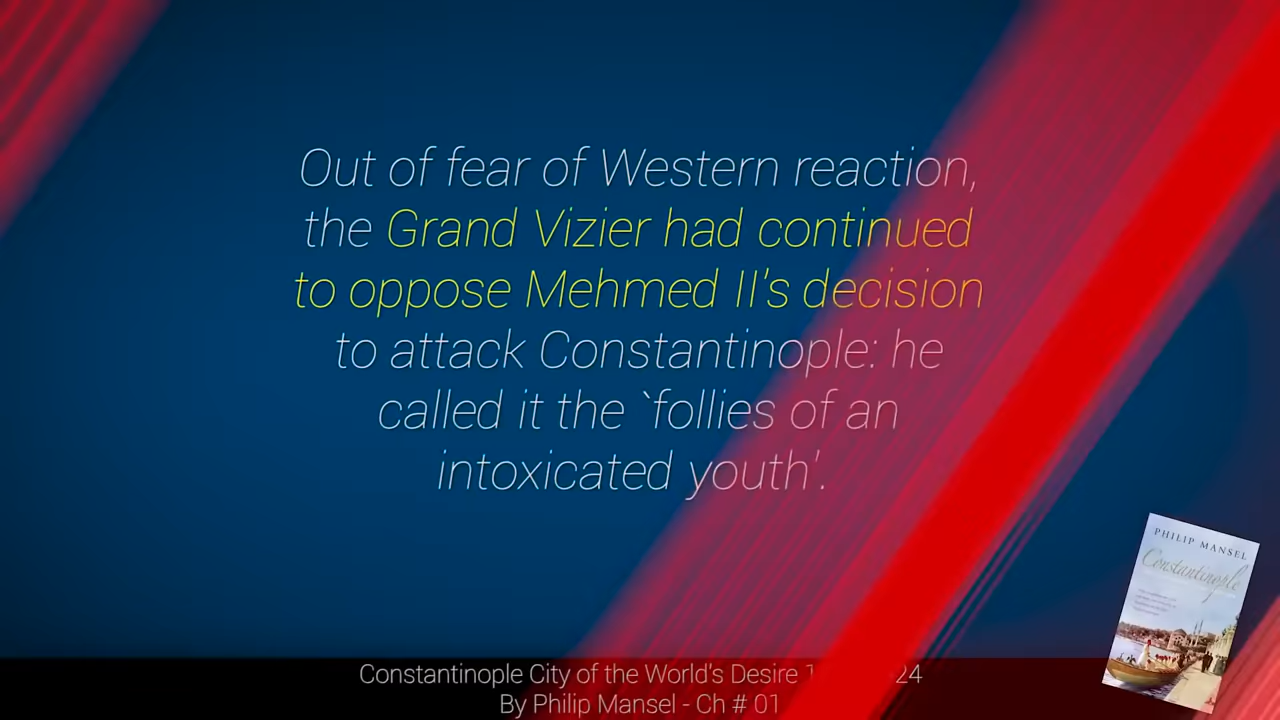 Out of fear of Western reaction,
the Grand Vizier had continued
to oppose Mehmed II's decision
to attack Constantinople: he
called it the `follies of an
intoxicated youth'.
PHILIP MANSEL
Constantinople
Constantinople City of the World's Desire 24
By Philip Mansel - Ch # 01